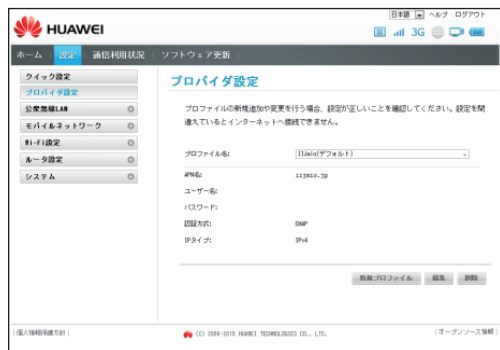 日本語 ヘルプ ログアウト
HUAWEI
3G
ホーム 設定 通信利用状況 ソフトウェア更新
クイック設定
プロバイダ設定
公衆無線LAN
モバイルネットワーク
Wi-Fi設定
ルータ設定
システム
プロバイダ設定
プロファイルの新規追加や変更を行う場合、設定が正しいことを確認してください。設定を間
違えているとインターネットへ接続できません。
プロファイル名: IIJmio(デフォルト)
APN名: iijmio.jp
ユーザー名:
パスワード:
認証方式: CHAP
IPタイプ: IPv4
新規プロファイル 編集 削除
個人情報保護方針 (C) 2006-2015 HUAWEI TECHNOLOGIES CO., LTD. オープンソース情報